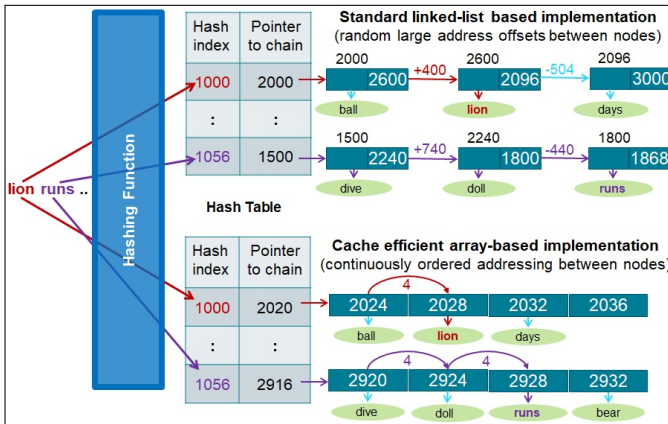 Hash index
Pointer to chain
Standard linked-list based implementation
(random large address offsets between nodes)
1000
2000
2000
2600
2096
2600
+400
2096
-504
3000
ball
lion
days
:
:
1056
1500
1500
2240
1800
2240
+740
1800
-440
1868
dive
doll
runs
lion runs ..
Hashing Function
Hash Table
Hash index
Pointer to chain
Cache efficient array-based implementation
(continuously ordered addressing between nodes)
4
1000
2020
2024
2028
2032
2036
ball
lion
days
:
:
4
4
1056
2916
2920
2924
2928
2932
dive
doll
runs
bear